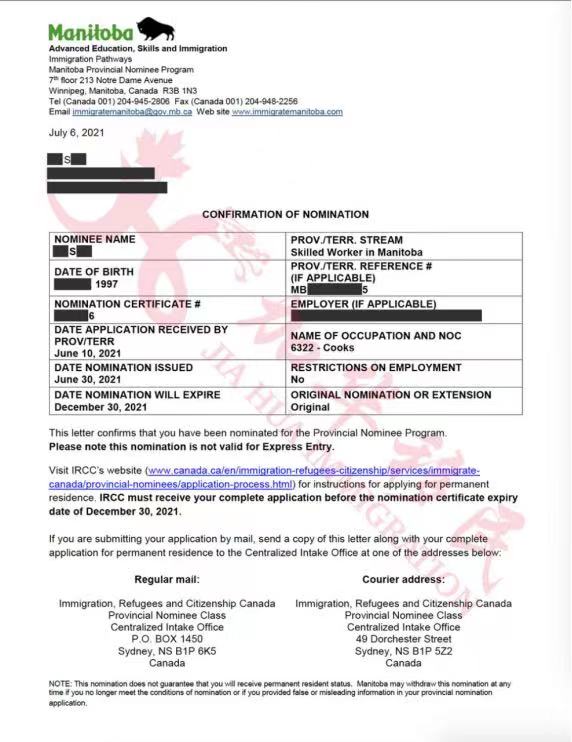 Manitoba
Advanced Education, Skills and Immigration
Immigration Pathways
Manitoba Provincial Nominee Program
7th floor 213 Notre Dame Avenue
Winnipeg, Manitoba, Canada R3B 1N3
Tel (Canada 001) 204-945-2806 Fax (Canada 001) 204-948-2256
Email immigratemanitoba@gov.mb.ca Web site www.immigratemanitoba.com
July 6, 2021
S
CONFIRMATION OF NOMINATION
NOMINEE NAME
S
PROV./TERR. STREAM
Skilled Worker in Manitoba
DATE OF BIRTH
1997
PROV./TERR. REFERENCE #
(IF APPLICABLE)
MB 5
NOMINATION CERTIFICATE #
6
EMPLOYER (IF APPLICABLE)
DATE APPLICATION RECEIVED BY
PROV/TERR
June 10, 2021
NAME OF OCCUPATION AND NOC
6322 - Cooks
DATE NOMINATION ISSUED
June 30, 2021
RESTRICTIONS ON EMPLOYMENT
No
DATE NOMINATION WILL EXPIRE
December 30, 2021
ORIGINAL NOMINATION OR EXTENSION
Original
This letter confirms that you have been nominated for the Provincial Nominee Program.
Please note this nomination is not valid for Express Entry.
Visit IRCC's website (www.canada.ca/en/immigration-refugees-citizenship/services/immigrate-
canada/provincial-nominees/application-process.html) for instructions for applying for permanent
residence. IRCC must receive your complete application before the nomination certificate expiry
date of December 30, 2021.
If you are submitting your application by mail, send a copy of this letter along with your complete
application for permanent residence to the Centralized Intake Office at one of the addresses below:
Regular mail:
Immigration, Refugees and Citizenship Canada
Provincial Nominee Class
Centralized Intake Office
P.O. BOX 1450
Sydney, NS B1P 6K5
Canada
Courier address:
Immigration, Refugees and Citizenship Canada
Provincial Nominee Class
Centralized Intake Office
49 Dorchester Street
Sydney, NS B1P 5Z2
Canada
NOTE: This nomination does not guarantee that you will receive permanent resident status. Manitoba may withdraw this nomination at any
time if you no longer meet the conditions of nomination or if you provided false or misleading information in your provincial nomination
application.
JIA HUA IMMIGRATION